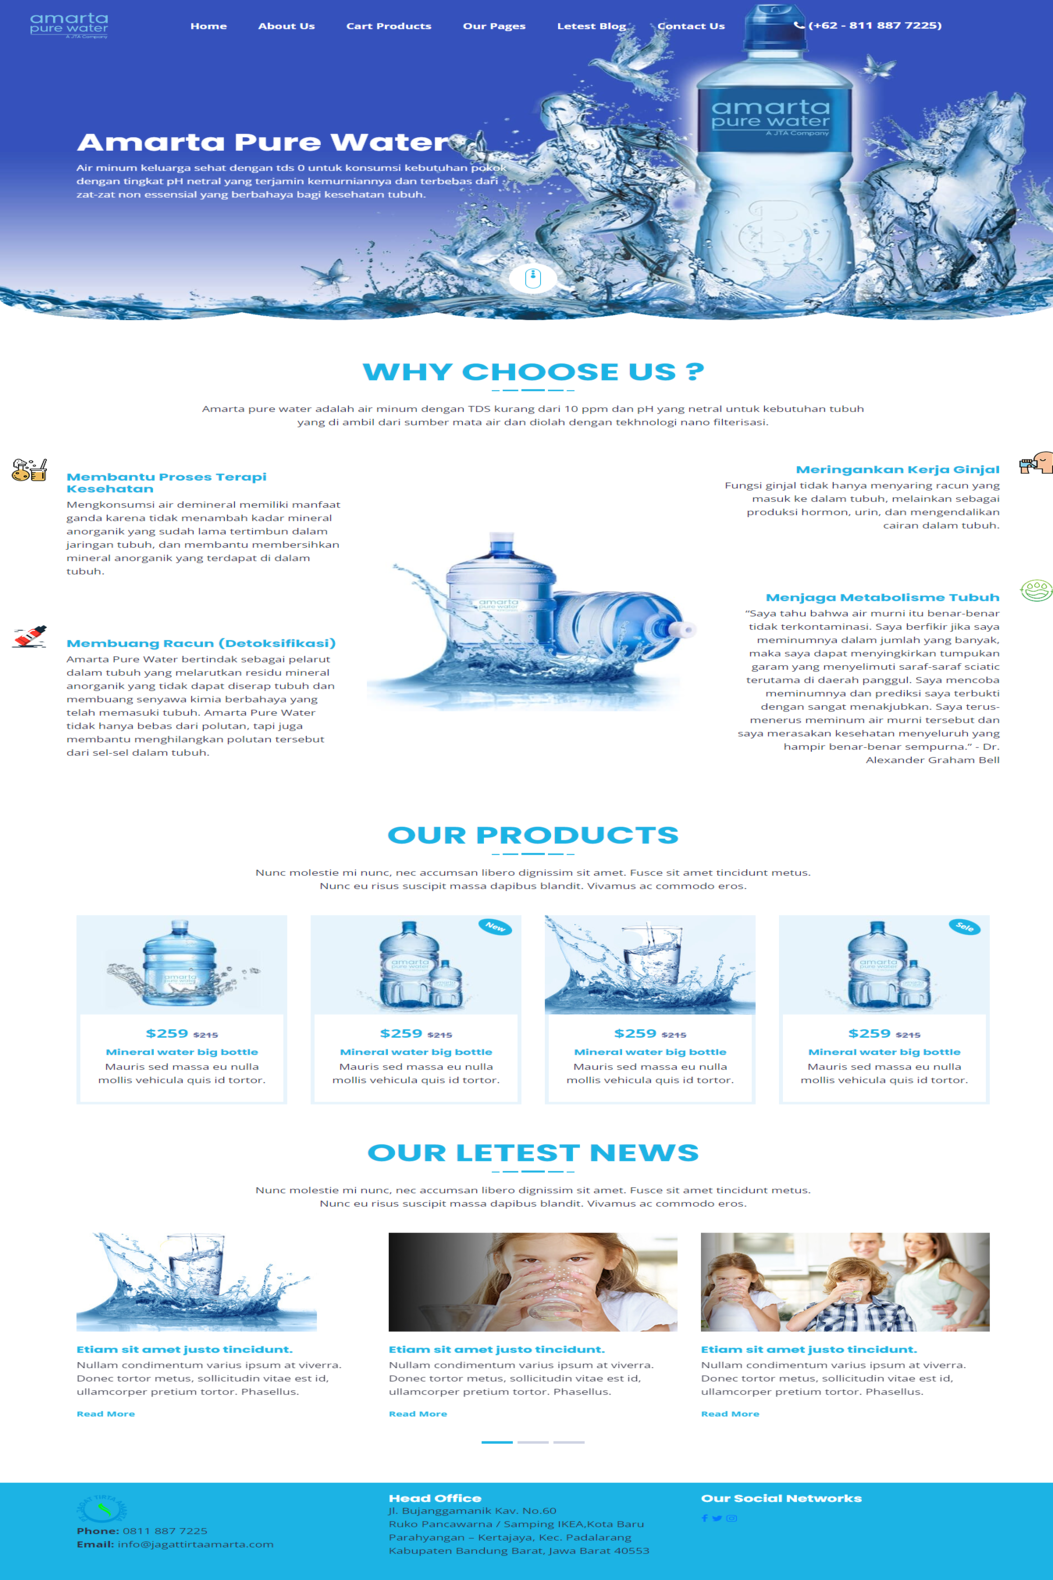 amarta
pure water
A JTA Company
Home
About Us
Cart Products
Our Pages
Letest Blog
Contact Us
(+62 - 811 887 7225)
amarta
pure water
A JTA Company
Amarta Pure Water
Air minum keluarga sehat dengan tds 0 untuk konsumsi kebutuhan pokok
dengan tingkat pH netral yang terjamin kemurniannya dan terbebas dari
zat-zat non essensial yang berbahaya bagi kesehatan tubuh.
WHY CHOOSE US ?
Amarta pure water adalah air minum dengan TDS kurang dari 10 ppm dan pH yang netral untuk kebutuhan tubuh
yang di ambil dari sumber mata air dan diolah dengan tekhnologi nano filterisasi.
Membantu Proses Terapi
Kesehatan
Mengkonsumsi air demineral memiliki manfaat
ganda karena tidak menambah kadar mineral
anorganik yang sudah lama tertimbun dalam
jaringan tubuh, dan membantu membersihkan
mineral anorganik yang terdapat di dalam
tubuh.
Membuang Racun (Detoksifikasi)
Amarta Pure Water bertindak sebagai pelarut
dalam tubuh yang melarutkan residu mineral
anorganik yang tidak dapat diserap tubuh dan
membuang senyawa kimia berbahaya yang
telah memasuki tubuh. Amarta Pure Water
tidak hanya bebas dari polutan, tapi juga
membantu menghilangkan polutan tersebut
dari sel-sel dalam tubuh.
amarta
pure water
Meringankan Kerja Ginjal
Fungsi ginjal tidak hanya menyaring racun yang
masuk ke dalam tubuh, melainkan sebagai
produksi hormon, urin, dan mengendalikan
cairan dalam tubuh.
Menjaga Metabolisme Tubuh
“Saya tahu bahwa air murni itu benar-benar
tidak terkontaminasi. Saya berfikir jika saya
meminumnya dalam jumlah yang banyak,
maka saya dapat menyingkirkan tumpukan
garam yang menyelimuti saraf-saraf sciatic
terutama di daerah panggul. Saya mencoba
meminumnya dan prediksi saya terbukti
dengan sangat menakjubkan. Saya terus-
menerus meminum air murni tersebut dan
saya merasakan kesehatan menyeluruh yang
hampir benar-benar sempurna.” - Dr.
Alexander Graham Bell
OUR PRODUCTS
Nunc molestie mi nunc, nec accumsan libero dignissim sit amet. Fusce sit amet tincidunt metus.
Nunc eu risus suscipit massa dapibus blandit. Vivamus ac commodo eros.
amarta
pure water
$259 $215
Mineral water big bottle
Mauris sed massa eu nulla
mollis vehicula quis id tortor.
New
amarta
pure water
$259 $215
Mineral water big bottle
Mauris sed massa eu nulla
mollis vehicula quis id tortor.
$259 $215
Mineral water big bottle
Mauris sed massa eu nulla
mollis vehicula quis id tortor.
Sele
amarta
pure water
$259 $215
Mineral water big bottle
Mauris sed massa eu nulla
mollis vehicula quis id tortor.
OUR LETEST NEWS
Nunc molestie mi nunc, nec accumsan libero dignissim sit amet. Fusce sit amet tincidunt metus.
Nunc eu risus suscipit massa dapibus blandit. Vivamus ac commodo eros.
Etiam sit amet justo tincidunt.
Nullam condimentum varius ipsum at viverra.
Donec tortor metus, sollicitudin vitae est id,
ullamcorper pretium tortor. Phasellus.
Read More
Etiam sit amet justo tincidunt.
Nullam condimentum varius ipsum at viverra.
Donec tortor metus, sollicitudin vitae est id,
ullamcorper pretium tortor. Phasellus.
Read More
Etiam sit amet justo tincidunt.
Nullam condimentum varius ipsum at viverra.
Donec tortor metus, sollicitudin vitae est id,
ullamcorper pretium tortor. Phasellus.
Read More
Phone: 0811 887 7225
Email: info@jagattirtaamarta.com
Head Office
Jl. Bujanggamanik Kav. No.60
Ruko Pancawarna / Samping IKEA,Kota Baru
Parahyangan – Kertajaya, Kec. Padalarang
Kabupaten Bandung Barat, Jawa Barat 40553
Our Social Networks